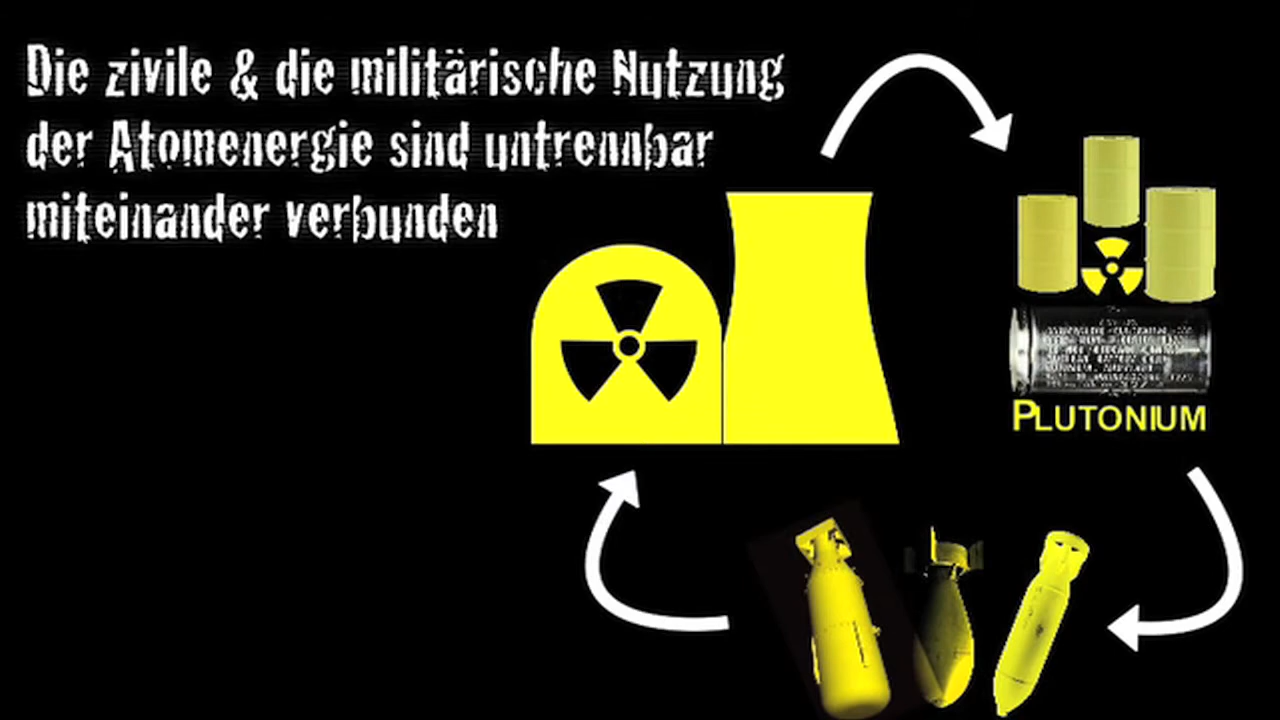 Die zivile & die militärische Nutzung
der Atomenergie sind untrennbar
miteinander verbunden
PLUTONIUM